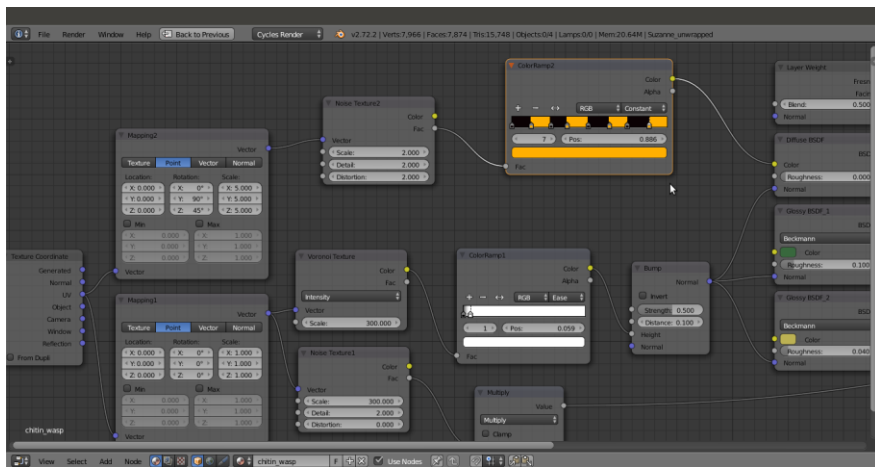 File Render Window Help Back to Previous Cycles Render v2.72.2 | Verts:7,966 | Faces:7,874 | Tris:15,748 | Objects:0/4 | Lamps:0/0 | Mem:20.64M | Suzanne_unwrapped
ColorRamp2
Color
Alpha
RGB Constant
7 Pos: 0.886
Fac
Layer Weight
Fresn
Face
Blend: 0.500
Normal
Noise Texture2
Color
Fac
Vector
Scale: 2.000
Detail: 2.000
Distortion: 2.000
Mapping2
Vector
Texture Point Vector Normal
Location: Rotation: Scale:
X: 0.000 X: 0° X: 5.000
Y: 0.000 Y: 90° Y: 5.000
Z: 0.000 Z: 45° Z: 5.000
Min Max
X: 0.000 X: 1.000
Y: 0.000 Y: 1.000
Z: 0.000 Z: 1.000
Vector
Diffuse BSDF
BSD
Color
Roughness: 0.000
Normal
Glossy BSDF_1
BSD
Beckmann
Color
Roughness: 0.100
Normal
Texture Coordinate
Generated
Normal
UV
Object
Camera
Window
Reflection
From Dupli
Voronoi Texture
Color
Fac
Intensity
Vector
Scale: 300.000
ColorRamp1
Color
Alpha
RGB Ease
1 Pos: 0.059
Fac
Bump
Normal
Invert
Strength: 0.500
Distance: 0.100
Height
Normal
Glossy BSDF_2
BSD
Beckmann
Color
Roughness: 0.040
Normal
Mapping1
Vector
Texture Point Vector Normal
Location: Rotation: Scale:
X: 0.000 X: 0° X: 1.000
Y: 0.000 Y: 0° Y: 1.000
Z: 0.000 Z: 0° Z: 1.000
Min Max
X: 0.000 X: 1.000
Y: 0.000 Y: 1.000
Z: 0.000 Z: 1.000
Vector
Noise Texture1
Color
Fac
Vector
Scale: 300.000
Detail: 2.000
Distortion: 0.000
Multiply
Value
Multiply
Clamp
chitin_wasp
View Select Add Node chitin_wasp F Use Nodes